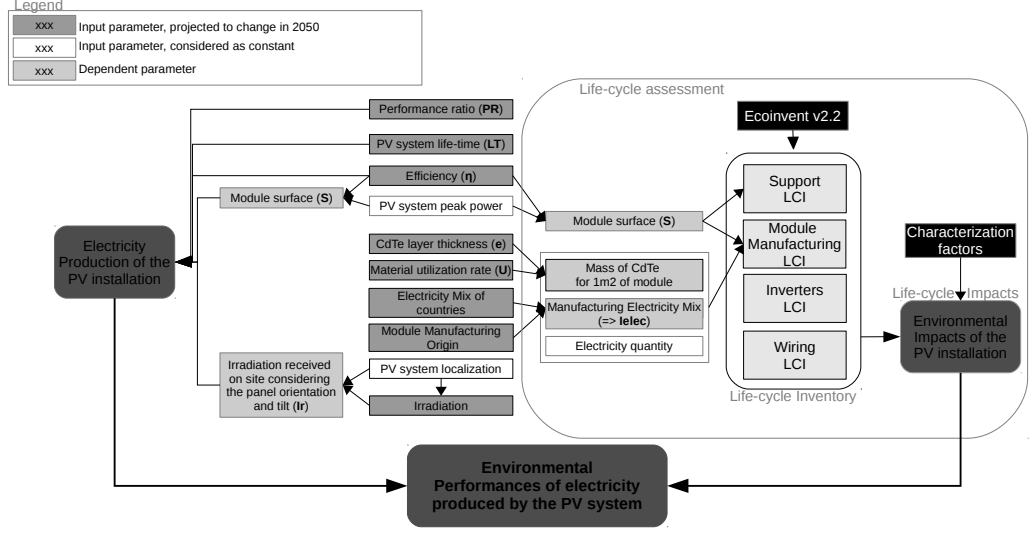 Legend
xxx Input parameter, projected to change in 2050
xxx Input parameter, considered as constant
xxx Dependent parameter
Life-cycle assessment
Performance ratio (PR)
PV system life-time (LT)
Efficiency (η)
PV system peak power
Module surface (S)
CdTe layer thickness (e)
Material utilization rate (U)
Electricity Mix of
countries
Module Manufacturing
Origin
PV system localization
Irradiation
Irradiation received
on site considering
the panel orientation
and tilt (Ir)
Electricity
Production of the
PV installation
Module surface (S)
Mass of CdTe
for 1m2 of module
Manufacturing Electricity Mix
(=> Ielec)
Electricity quantity
Ecoinvent v2.2
Support
LCI
Module
Manufacturing
LCI
Inverters
LCI
Wiring
LCI
Life-cycle Inventory
Characterization
factors
Life-cycle Impacts
Environmental
Impacts of the
PV installation
Environmental
Performances of electricity
produced by the PV system